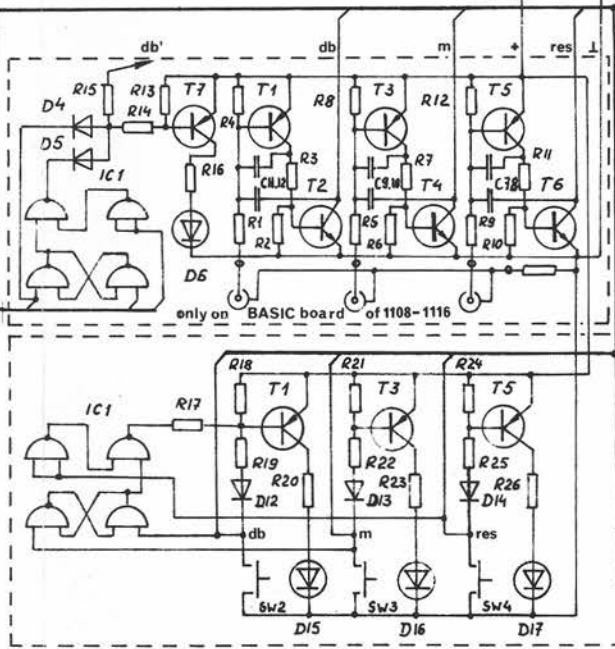 db' db m + res ⊥
R15 R13 T7 T1 R8 T3 R12 T5
D4 R14 R4
D5 R3 R7 R11
IC1 R16 C11,12 T2 C9,10 T4 C7,8 T6
R1 R2 R5 R6 R9 R10
D6
only on BASIC board of 1108-1116
R18 R21 R24
IC1 R17 T1 T3 T5
R19 R22 R25
R20 R23 R26
D12 D13 D14
db m res
SW2 SW3 SW4
D15 D16 D17